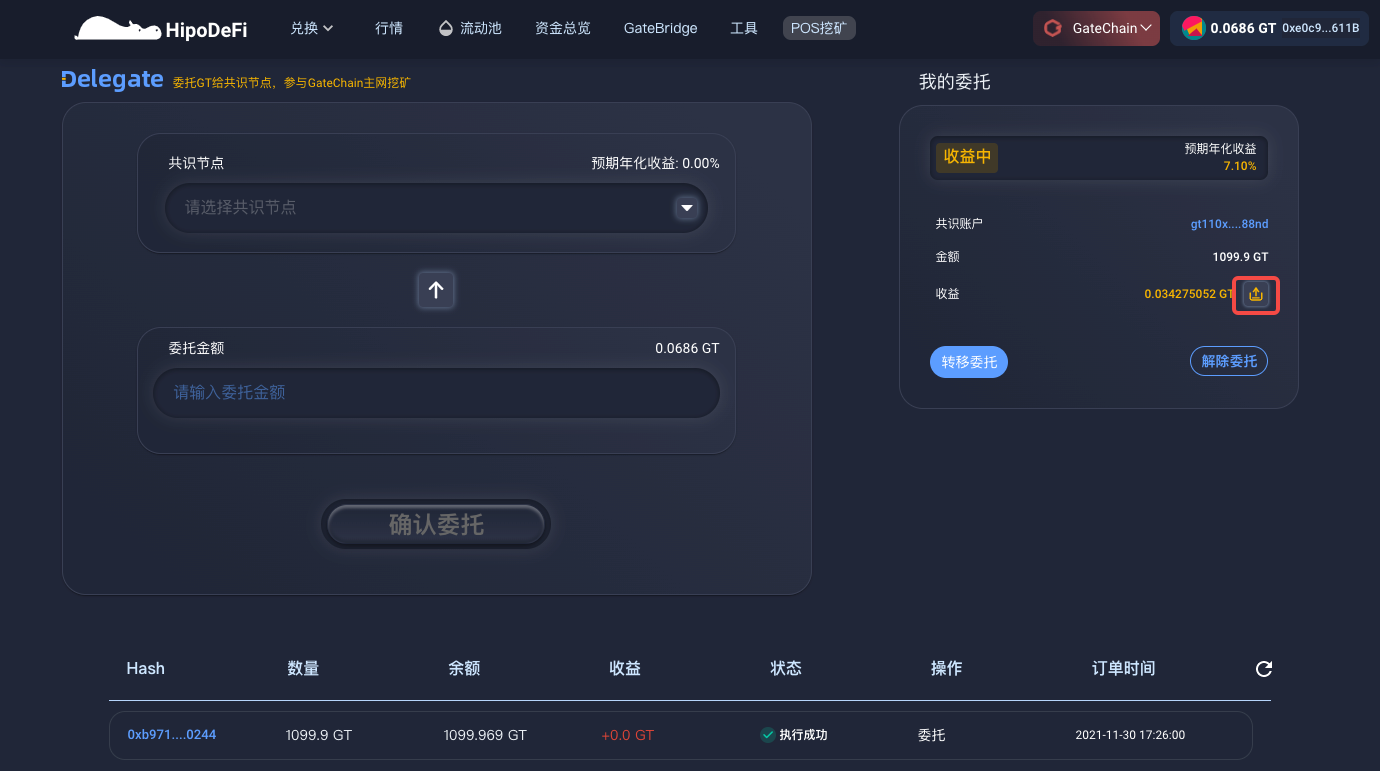 HipoDeFi 兑换 行情 流动池 资金总览 GateBridge 工具 POS挖矿 GateChain 0.0686 GT 0xe0c9...611B
Delegate 委托GT给共识节点，参与GateChain主网挖矿
共识节点 预期年化收益: 0.00%
请选择共识节点
委托金额 0.0686 GT
请输入委托金额
确认委托
我的委托
收益中 预期年化收益
7.10%
共识账户 gt110x....88nd
金额 1099.9 GT
收益 0.034275052 GT
转移委托 解除委托
Hash 数量 余额 收益 状态 操作 订单时间
0xb971....0244 1099.9 GT 1099.969 GT +0.0 GT 执行成功 委托 2021-11-30 17:26:00